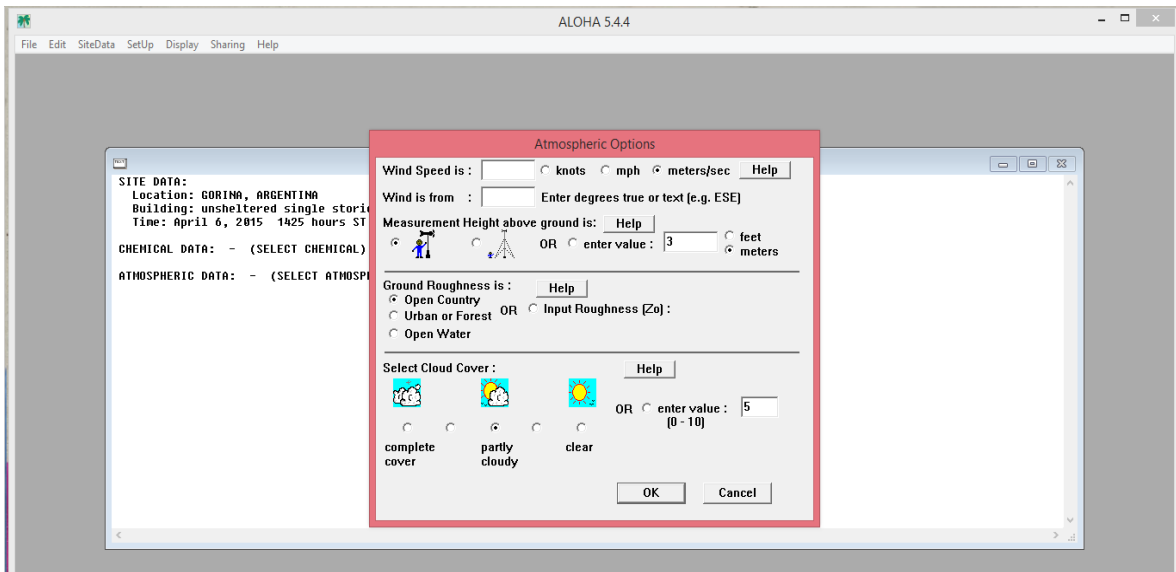 ALOHA 5.4.4
File Edit SiteData SetUp Display Sharing Help
Atmospheric Options
SITE DATA:
Location: GORINA, ARGENTINA
Building: unsheltered single storie
Time: April 6, 2015 1425 hours ST
CHEMICAL DATA: - (SELECT CHEMICAL)
ATMOSPHERIC DATA: - (SELECT ATMOSP
Wind Speed is : knots mph meters/sec Help
Wind is from : Enter degrees true or text (e.g. ESE)
Measurement Height above ground is: Help
OR enter value : 3 feet
meters
Ground Roughness is : Help
Open Country
Urban or Forest OR Input Roughness (Zo) :
Open Water
Select Cloud Cover : Help
OR enter value : 5
(0 - 10)
complete cover
partly cloudy
clear
OK Cancel